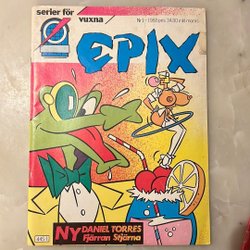 serier för
vuxna
EPIX
NY DANIEL TORRES
Fjärran Stjärna